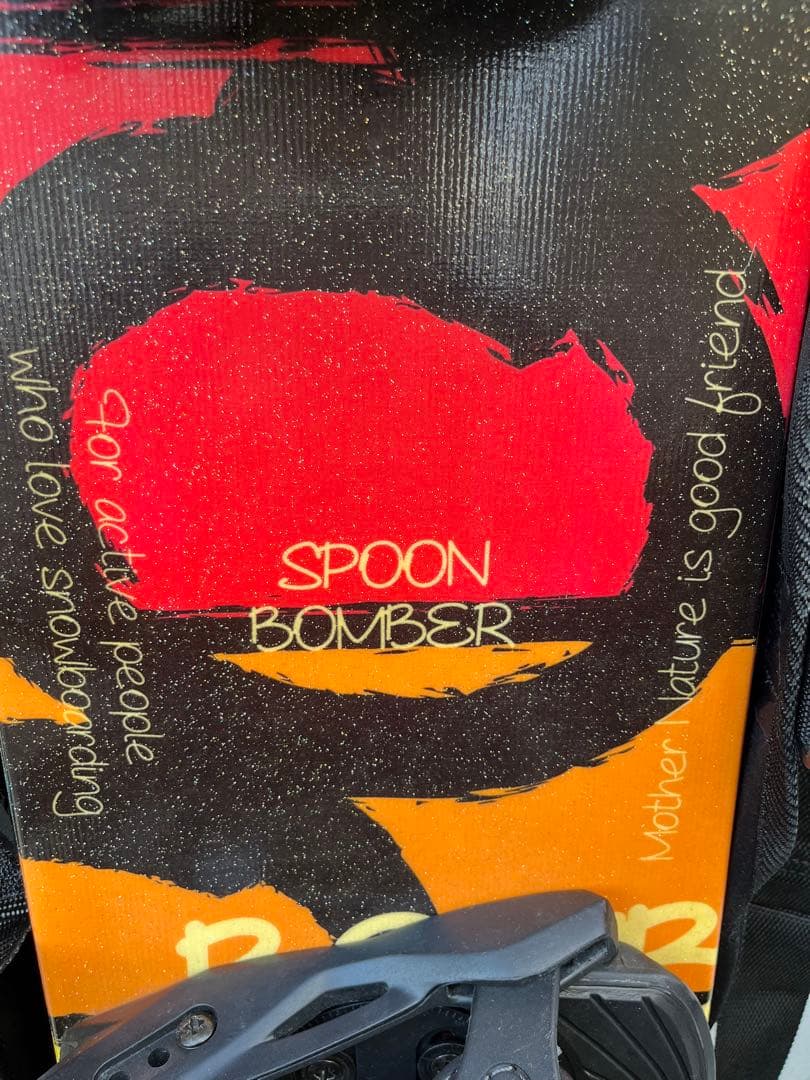 For active people
who love snowboarding
SPOON
BOMBER
Mother Nature is good friend